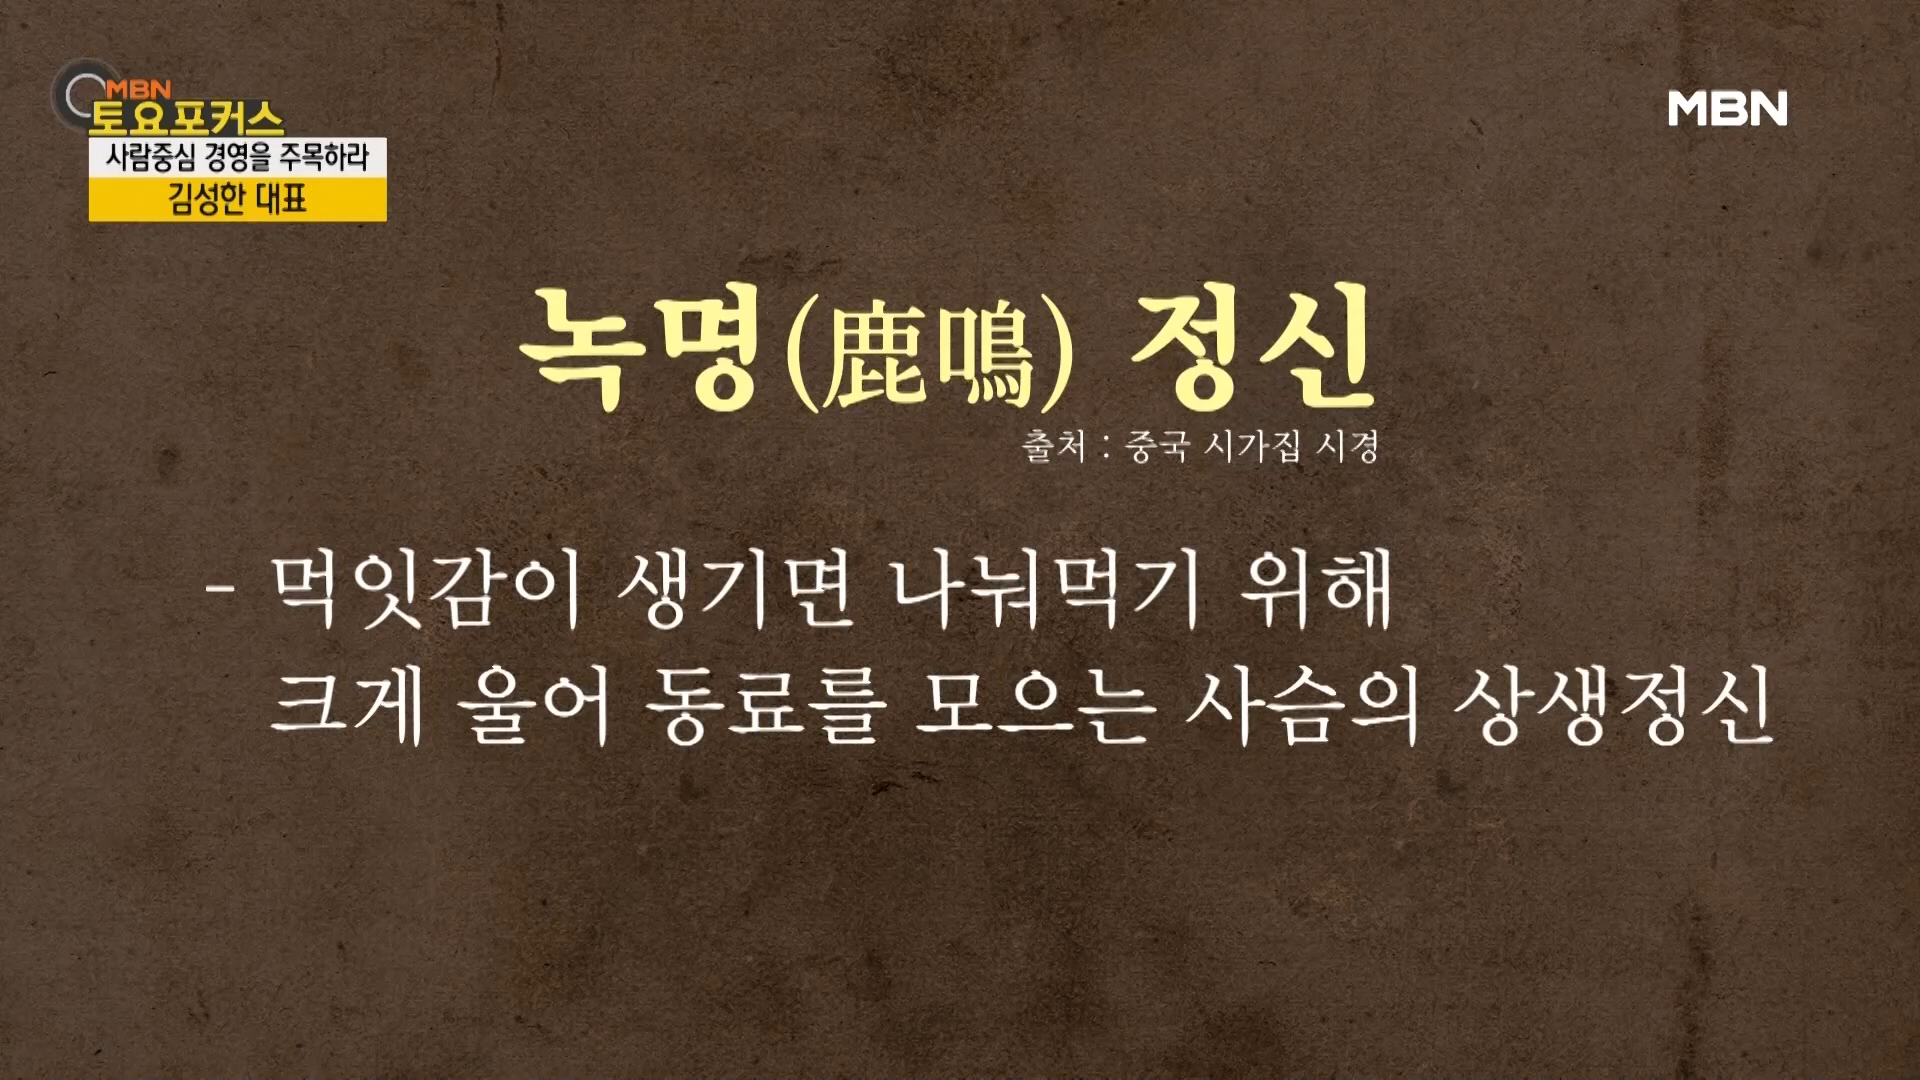 MBN
토요포커스
사람중심 경영을 주목하라
김성한 대표
MBN
녹명(鹿鳴) 정신
출처 : 중국 시가집 시경
- 먹잇감이 생기면 나눠먹기 위해
크게 울어 동료를 모으는 사슴의 상생정신